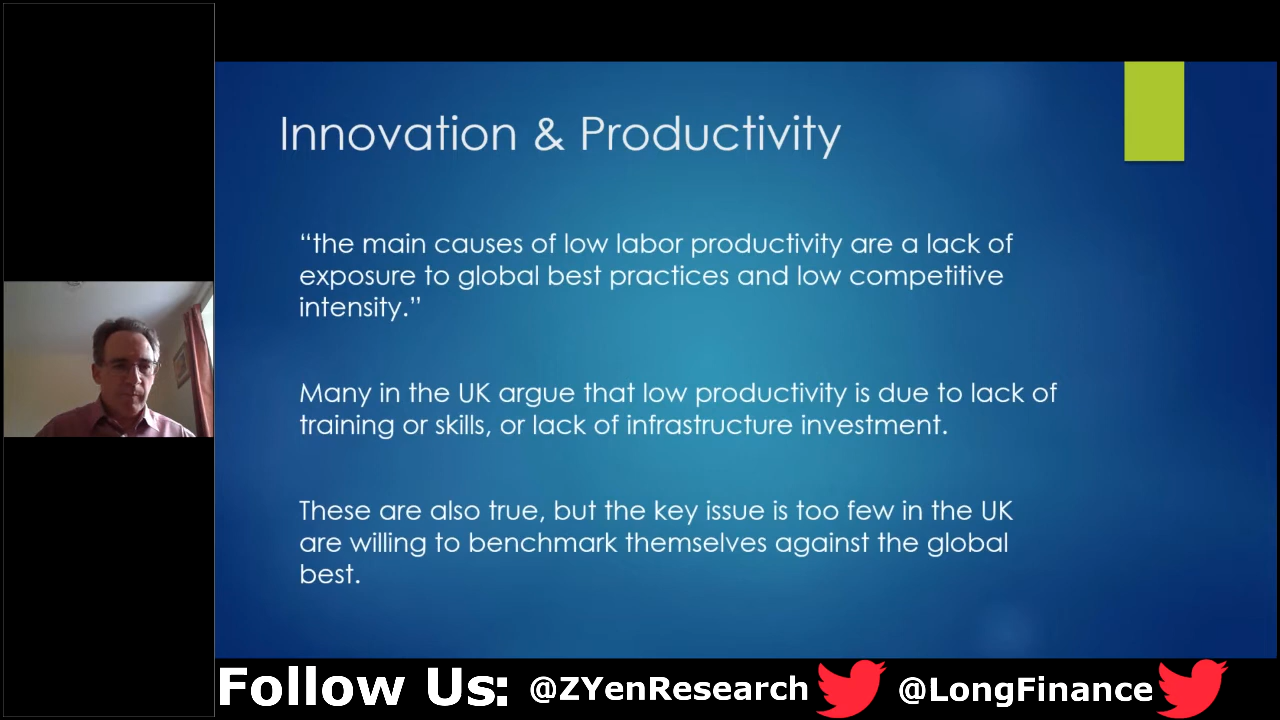 Innovation & Productivity
“the main causes of low labor productivity are a lack of
exposure to global best practices and low competitive
intensity.”
Many in the UK argue that low productivity is due to lack of
training or skills, or lack of infrastructure investment.
These are also true, but the key issue is too few in the UK
are willing to benchmark themselves against the global
best.
Follow Us: @ZYenResearch @LongFinance